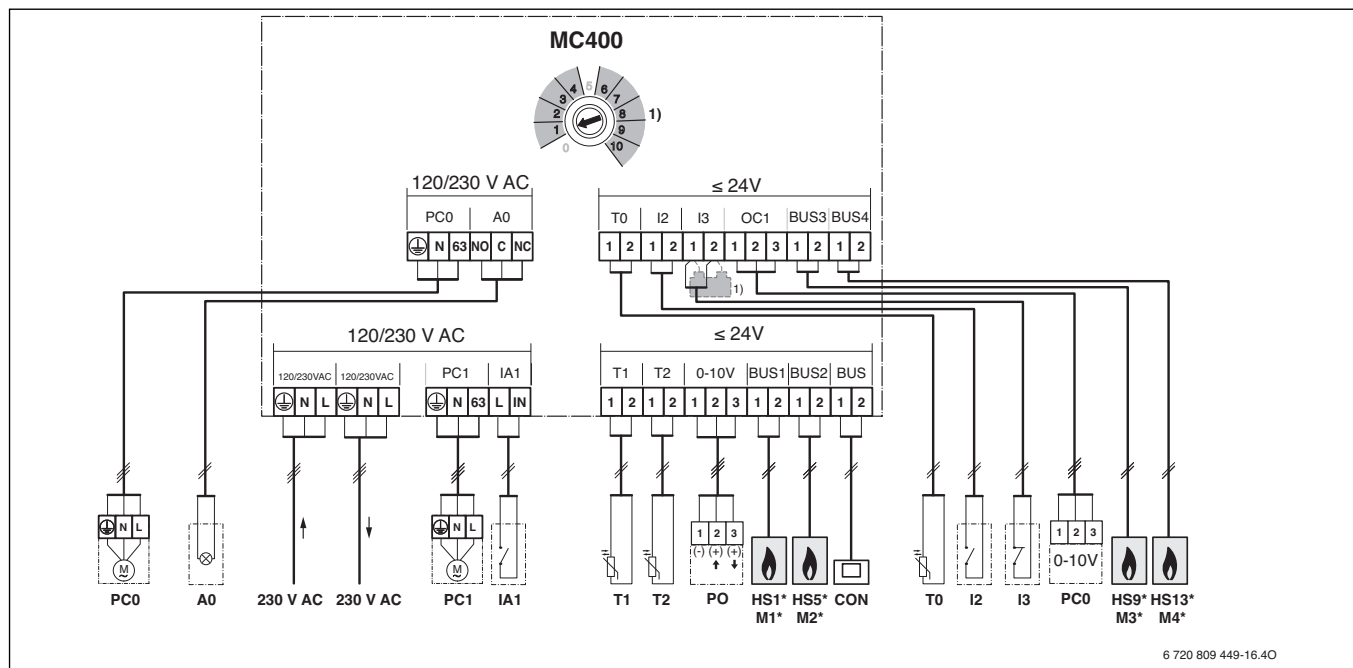 MC400
0 1 2 3 4 5 6 7 8 9 10
1)
120/230 V AC
≤ 24V
PC0 A0
T0 I2 I3 OC1 BUS3 BUS4
N 63 NO C NC
1 2 1 2 1 2 1 2 3 1 2 1 2
1)
120/230 V AC
≤ 24V
120/230VAC 120/230VAC PC1 IA1
T1 T2 0-10V BUS1 BUS2 BUS
N L N L N 63 L IN
1 2 1 2 1 2 3 1 2 1 2 1 2
N L
N L
1 2 3
(-) (+) (+)
1 2 3
0-10V
M
~
M
~
PC0 A0 230 V AC 230 V AC PC1 IA1 T1 T2 PO HS1* HS5* CON T0 I2 I3 PC0 HS9* HS13*
M1* M2* M3* M4*
6 720 809 449-16.4O